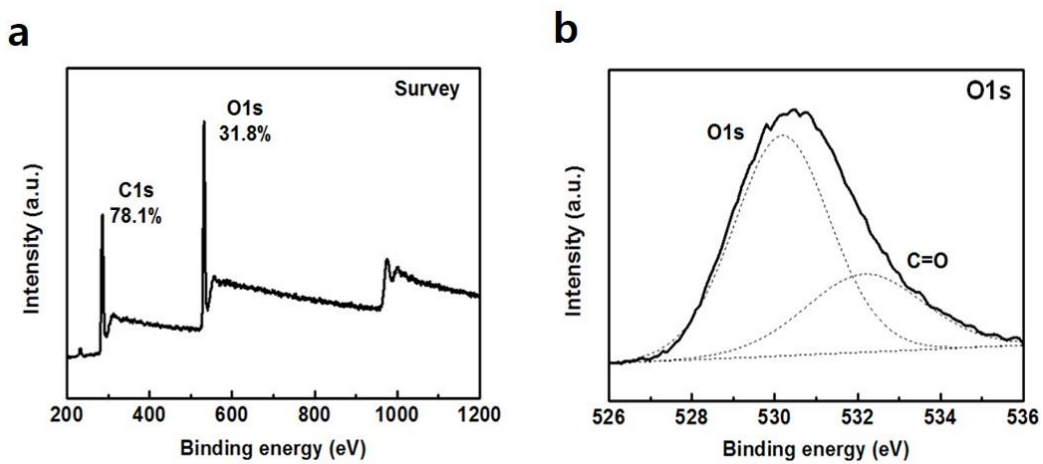 a
Survey
O1s
31.8%
C1s
78.1%
Intensity (a.u.)
200 400 600 800 1000 1200
Binding energy (eV)
b
O1s
O1s
C=O
Intensity (a.u.)
526 528 530 532 534 536
Binding energy (eV)